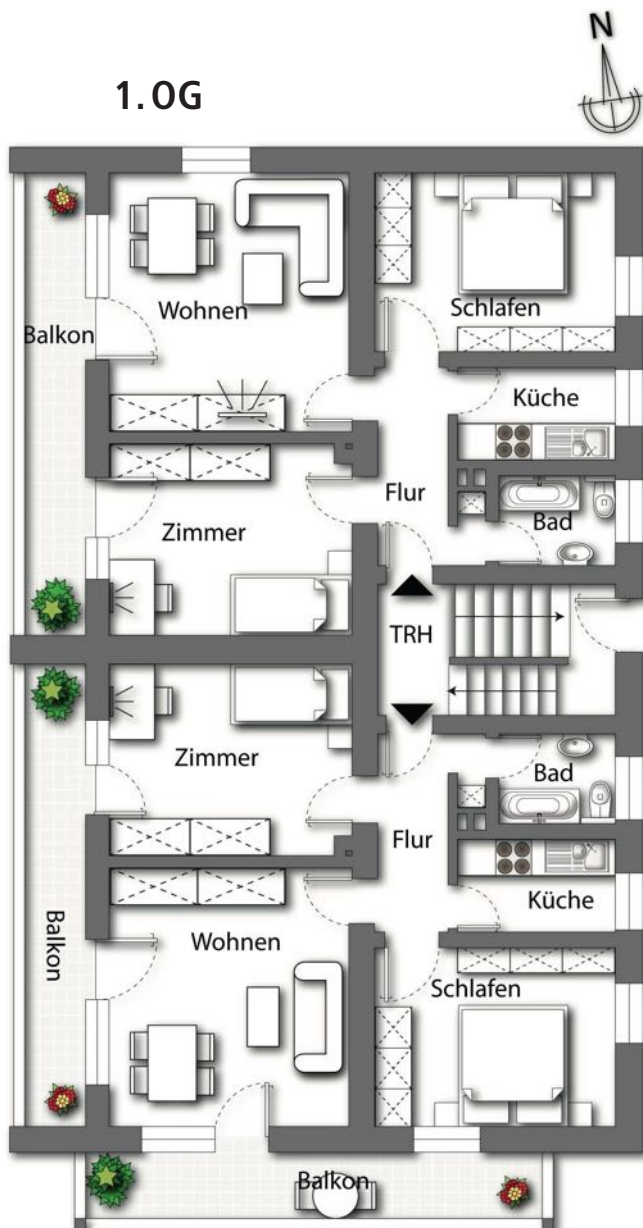 N
1. OG
Wohnen
Schlafen
Balkon
Küche
Flur
Bad
Zimmer
TRH
Zimmer
Bad
Flur
Küche
Balkon
Wohnen
Schlafen
Balkon